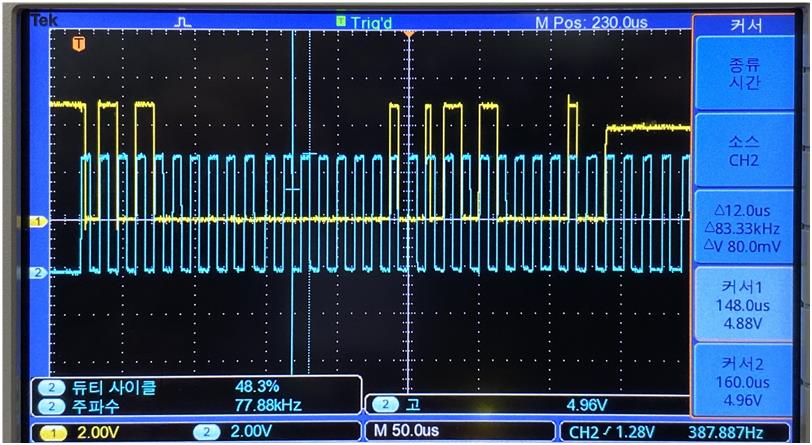 Tek
T Trig'd
M Pos: 230.0us
커서
T
종류
시간
소스
CH2
△12.0us
△83.33kHz
△V 80.0mV
커서1
148.0us
4.88V
커서2
160.0us
4.96V
1
2
2 듀티 사이클 48.3%
2 주파수 77.88kHz
2 고 4.96V
1 2.00V
2 2.00V
M 50.0us
CH2 / 1.28V
387.887Hz